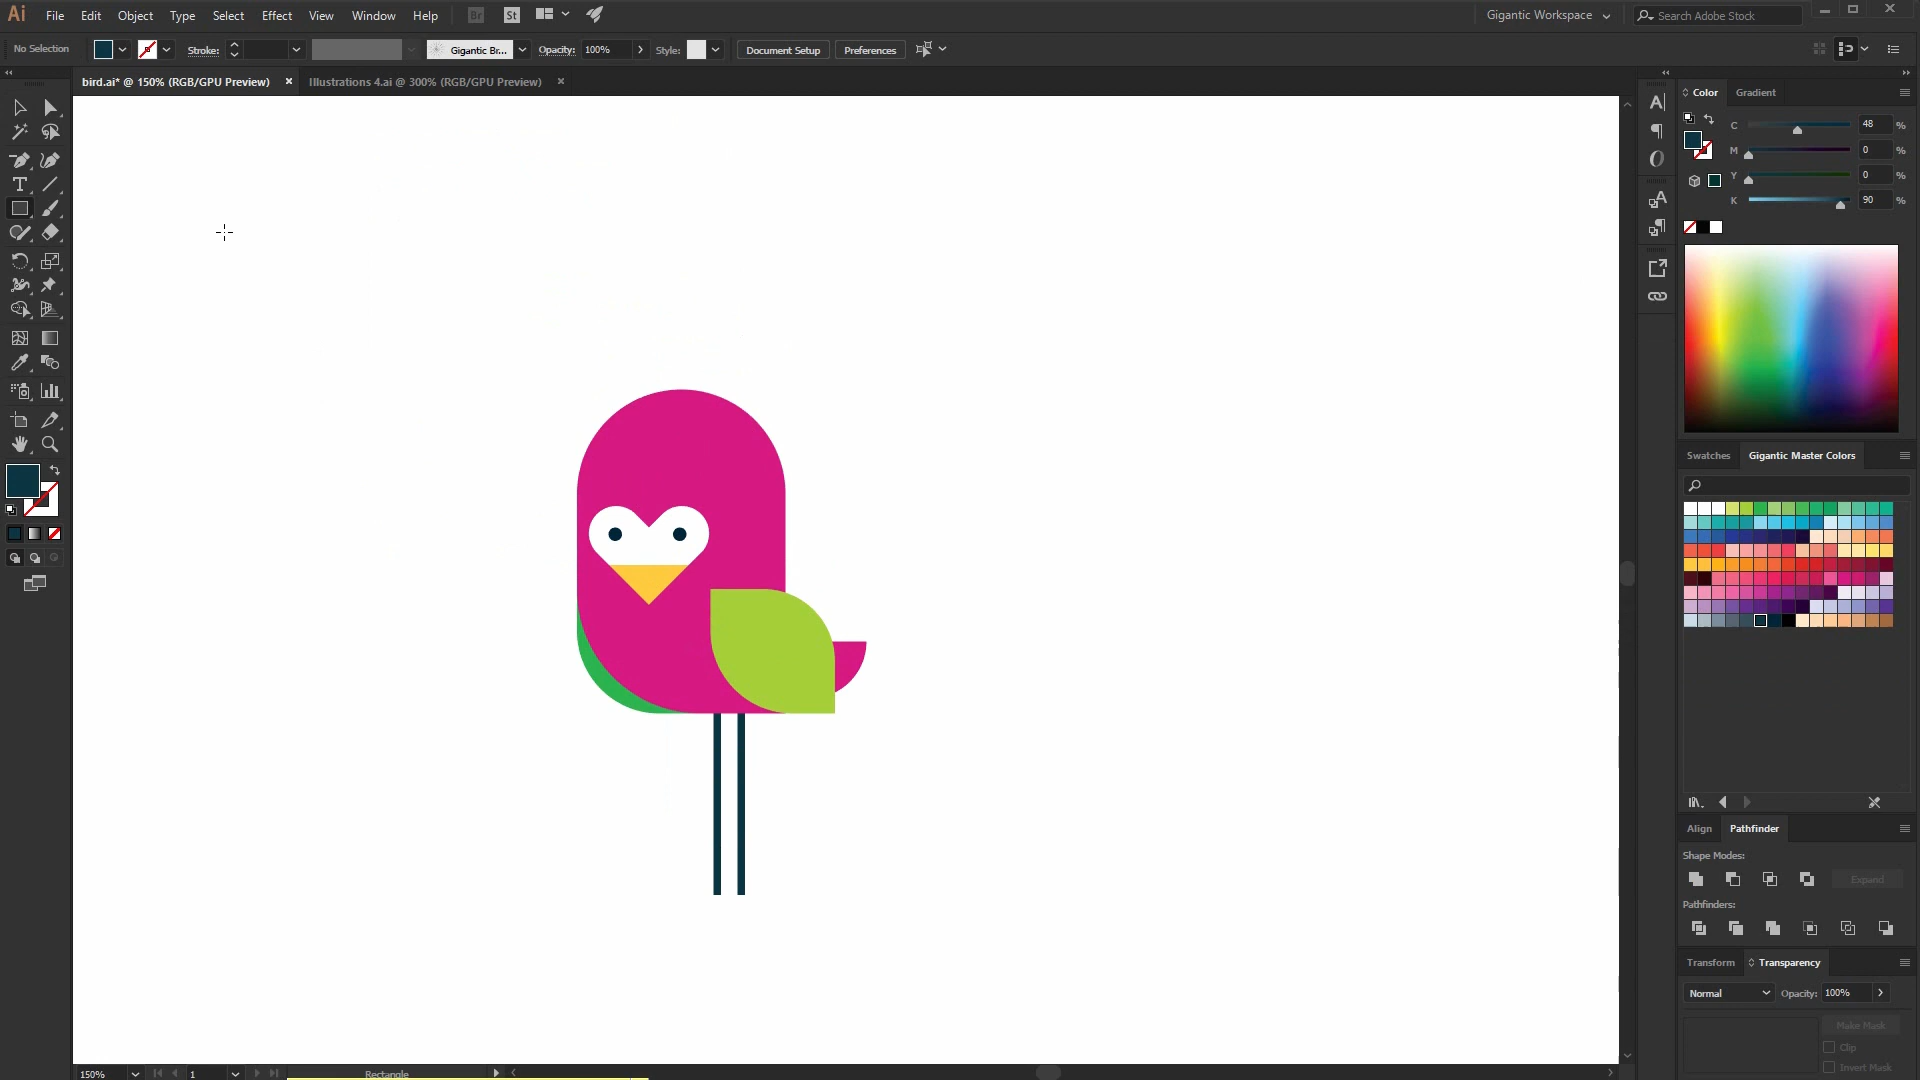 Ai File Edit Object Type Select Effect View Window Help Br St Gigantic Workspace Search Adobe Stock
No Selection Stroke: Gigantic Br... Opacity: 100% Style: Document Setup Preferences
bird.ai* @ 150% (RGB/GPU Preview) × Illustrations 4.ai @ 300% (RGB/GPU Preview) ×
Color Gradient
C 48 %
M 0 %
Y 0 %
K 90 %
Swatches Gigantic Master Colors
Align Pathfinder
Shape Modes:
Expand
Pathfinders:
Transform Transparency
Normal Opacity: 100%
Make Mask
Clip
Invert Mask
150% 1 Rectangle